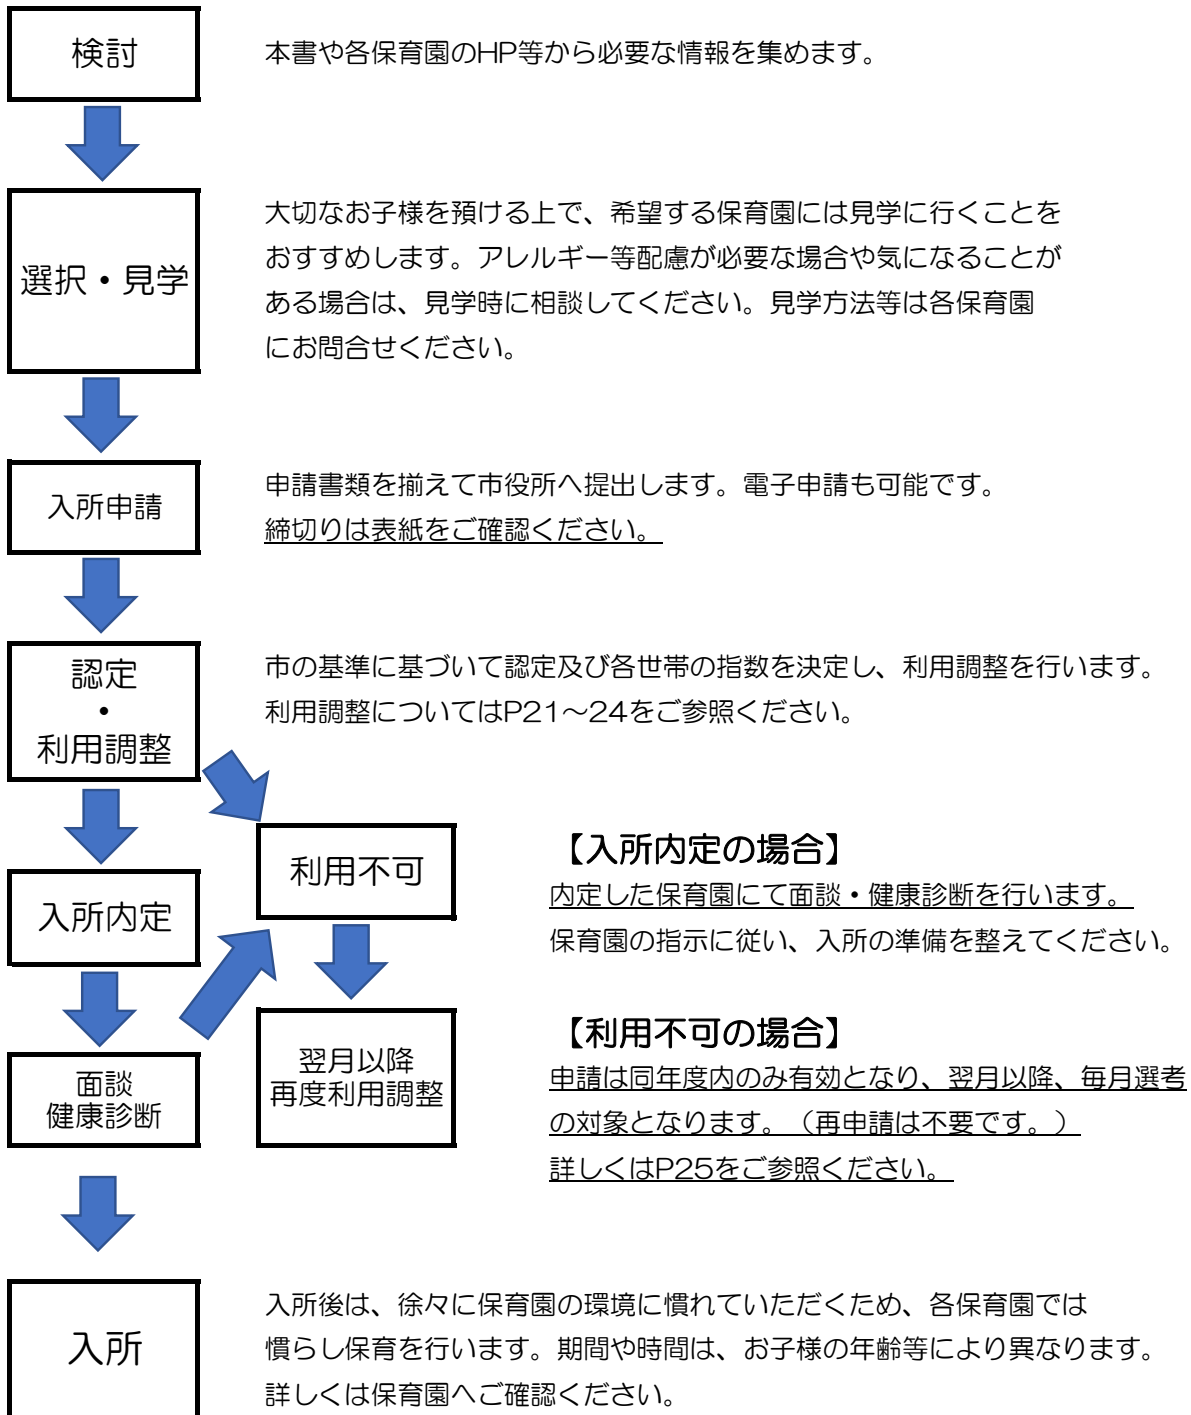 検討
本書や各保育園のHP等から必要な情報を集めます。
選択・見学
大切なお子様を預ける上で、希望する保育園には見学に行くことを
おすすめします。アレルギー等配慮が必要な場合や気になることが
ある場合は、見学時に相談してください。見学方法等は各保育園
にお問合せください。
入所申請
申請書類を揃えて市役所へ提出します。電子申請も可能です。
締切りは表紙をご確認ください。
認定
・
利用調整
市の基準に基づいて認定及び各世帯の指数を決定し、利用調整を行います。
利用調整についてはP21～24をご参照ください。
利用不可
入所内定
【入所内定の場合】
内定した保育園にて面談・健康診断を行います。
保育園の指示に従い、入所の準備を整えてください。
面談
健康診断
翌月以降
再度利用調整
【利用不可の場合】
申請は同年度内のみ有効となり、翌月以降、毎月選考
の対象となります。（再申請は不要です。）
詳しくはP25をご参照ください。
入所
入所後は、徐々に保育園の環境に慣れていただくため、各保育園では
慣らし保育を行います。期間や時間は、お子様の年齢等により異なります。
詳しくは保育園へご確認ください。